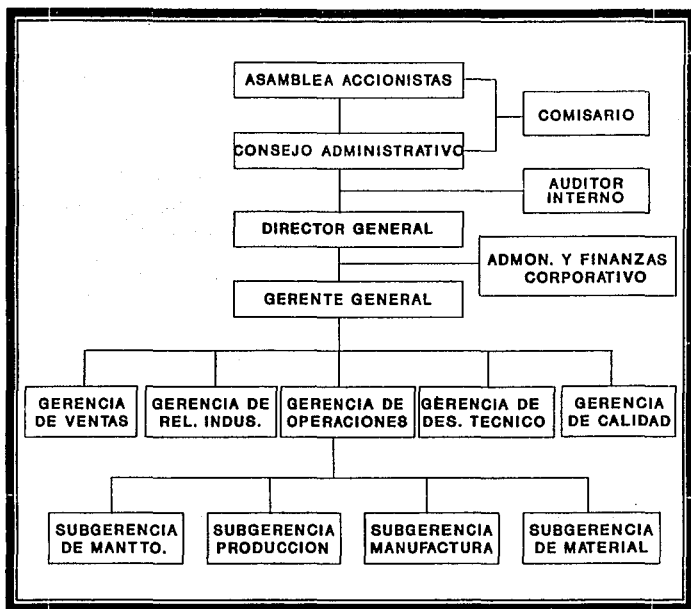 ASAMBLEA ACCIONISTAS
COMISARIO
CONSEJO ADMINISTRATIVO
AUDITOR
INTERNO
DIRECTOR GENERAL
ADMON. Y FINANZAS
CORPORATIVO
GERENTE GENERAL
GERENCIA
DE VENTAS
GERENCIA DE
REL. INDUS.
GERENCIA DE
OPERACIONES
GERENCIA DE
DES. TECNICO
GERENCIA
DE CALIDAD
SUBGERENCIA
DE MANTTO.
SUBGERENCIA
PRODUCCION
SUBGERENCIA
MANUFACTURA
SUBGERENCIA
DE MATERIAL